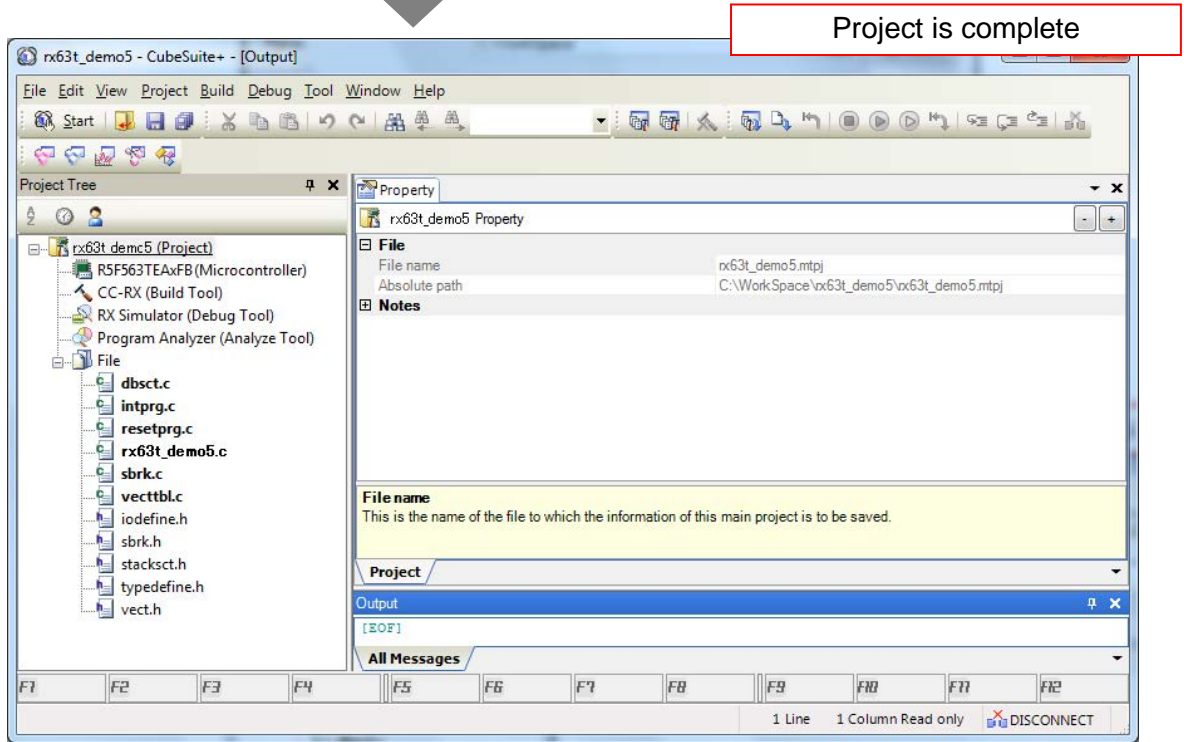 Project is complete
rx63t_demo5 - CubeSuite+ - [Output]
File Edit View Project Build Debug Tool Window Help
Start
Project Tree
Property
rx63t_demo5 Property
- +
rx63t demc5 (Project)
R5F563TEAxFB(Microcontroller)
CC-RX (Build Tool)
RX Simulator (Debug Tool)
Program Analyzer (Analyze Tool)
File
dbsct.c
intprg.c
resetprg.c
rx63t_demo5.c
sbrk.c
vecttbl.c
iodefine.h
sbrk.h
stacksct.h
typedefine.h
vect.h
File
File name rx63t_demo5.mtpj
Absolute path C:\WorkSpace\rx63t_demo5\rx63t_demo5.mtpj
Notes
File name
This is the name of the file to which the information of this main project is to be saved.
Project
Output
[EOF]
All Messages
F1 F2 F3 F4 F5 F6 F7 F8 F9 F10 F11 F12
1 Line 1 Column Read only DISCONNECT